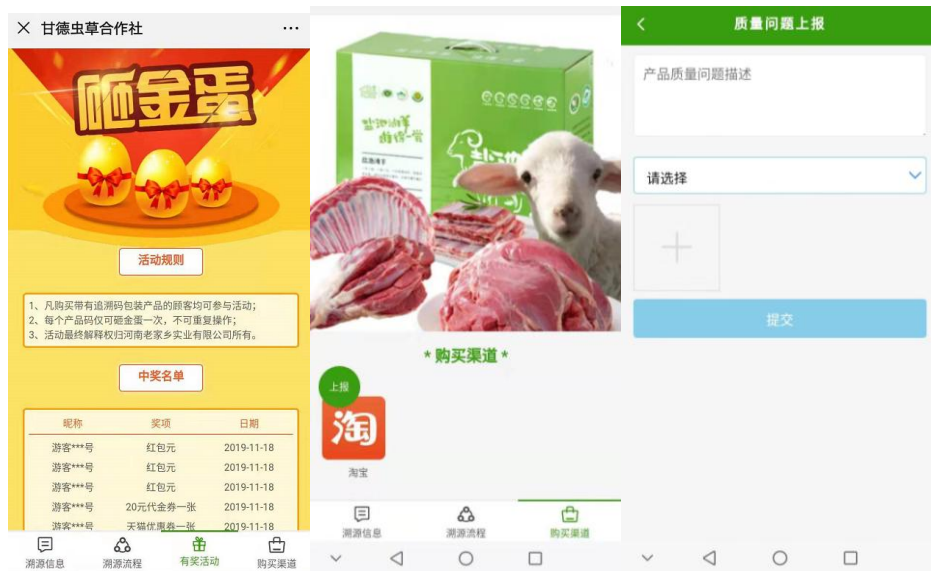 甘德虫草合作社
砸金蛋
活动规则
1、凡购买带有追溯码包装产品的顾客均可参与活动；
2、每个产品码仅可砸金蛋一次，不可重复操作；
3、活动最终解释权归河南老家乡实业有限公司所有。
中奖名单
昵称 奖项 日期
游客***号 红包元 2019-11-18
游客***号 红包元 2019-11-18
游客***号 红包元 2019-11-18
游客***号 20元代金券一张 2019-11-18
游客***号 天猫优惠券一张 2019-11-18
溯源信息 溯源流程 有奖活动 购买渠道
*购买渠道*
上报
淘
淘宝
溯源信息 溯源流程 购买渠道
质量问题上报
产品质量问题描述
请选择
提交